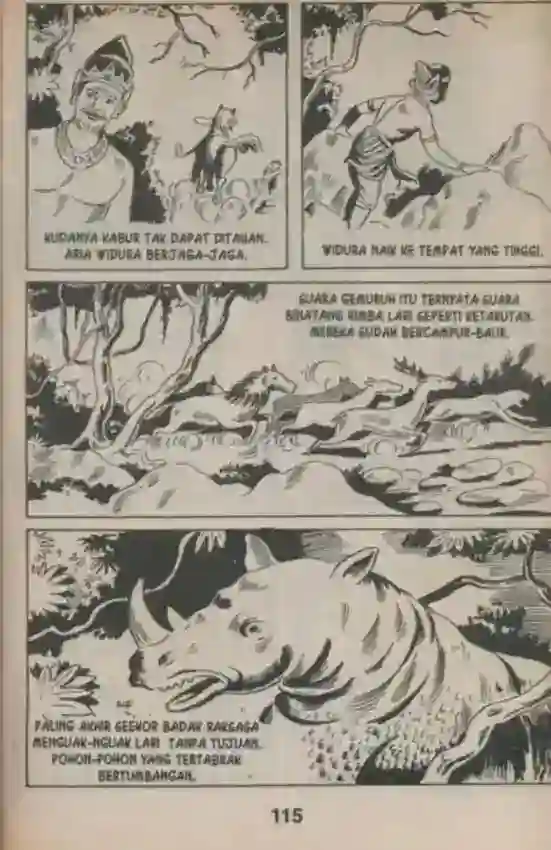 KUDANYA KABUR TAK DAPAT DITAHAN.
ARIA WIDURA BERJAGA-JAGA.
WIDURA NAIK KE TEMPAT YANG TINGGI.
SUARA GEMURUH ITU TERNYATA SUARA
BINATANG RIMBA LARI SEPERTI KETAKUTAN.
MEREKA SUDAH BERCAMPUR-BAUR.
PALING AKHIR SEEKOR BADAK RAKSASA
MENGUAK-NGUAK LARI TANPA TUJUAN.
POHON-POHON YANG TERTABRAK
BERTUMBANGAN.
115